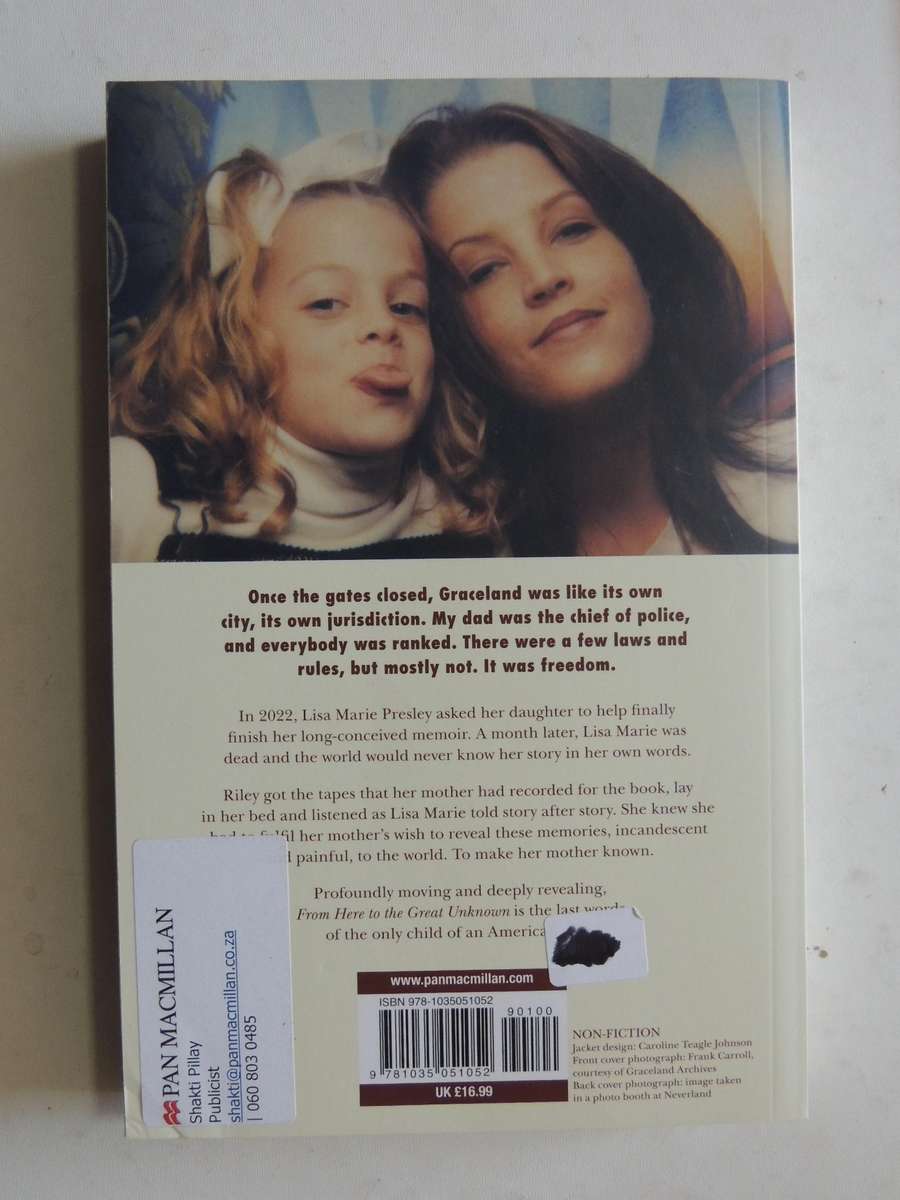 Once the gates closed, Graceland was like its own
city, its own jurisdiction. My dad was the chief of police,
and everybody was ranked. There were a few laws and
rules, but mostly not. It was freedom.
In 2022, Lisa Marie Presley asked her daughter to help finally
finish her long-conceived memoir. A month later, Lisa Marie was
dead and the world would never know her story in her own words.
Riley got the tapes that her mother had recorded for the book, lay
in her bed and listened as Lisa Marie told story after story. She knew she
had to fulfil her mother's wish to reveal these memories, incandescent
painful, to the world. To make her mother known.
Profoundly moving and deeply revealing,
From Here to the Great Unknown is the last words
of the only child of an
PAN MACMILLAN
Shakti Pillay
Publicist
shakti@panmacmillan.co.za
| 060 803 0485
www.panmacmillan.com
ISBN 978-1035051052
90100
9 781035 051052
UK £16.99
NON-FICTION
Jacket design: Caroline Teagle Johnson
Front cover photograph: Frank Carroll,
courtesy of Graceland Archives
Back cover photograph: image taken
in a photo booth at Neverland